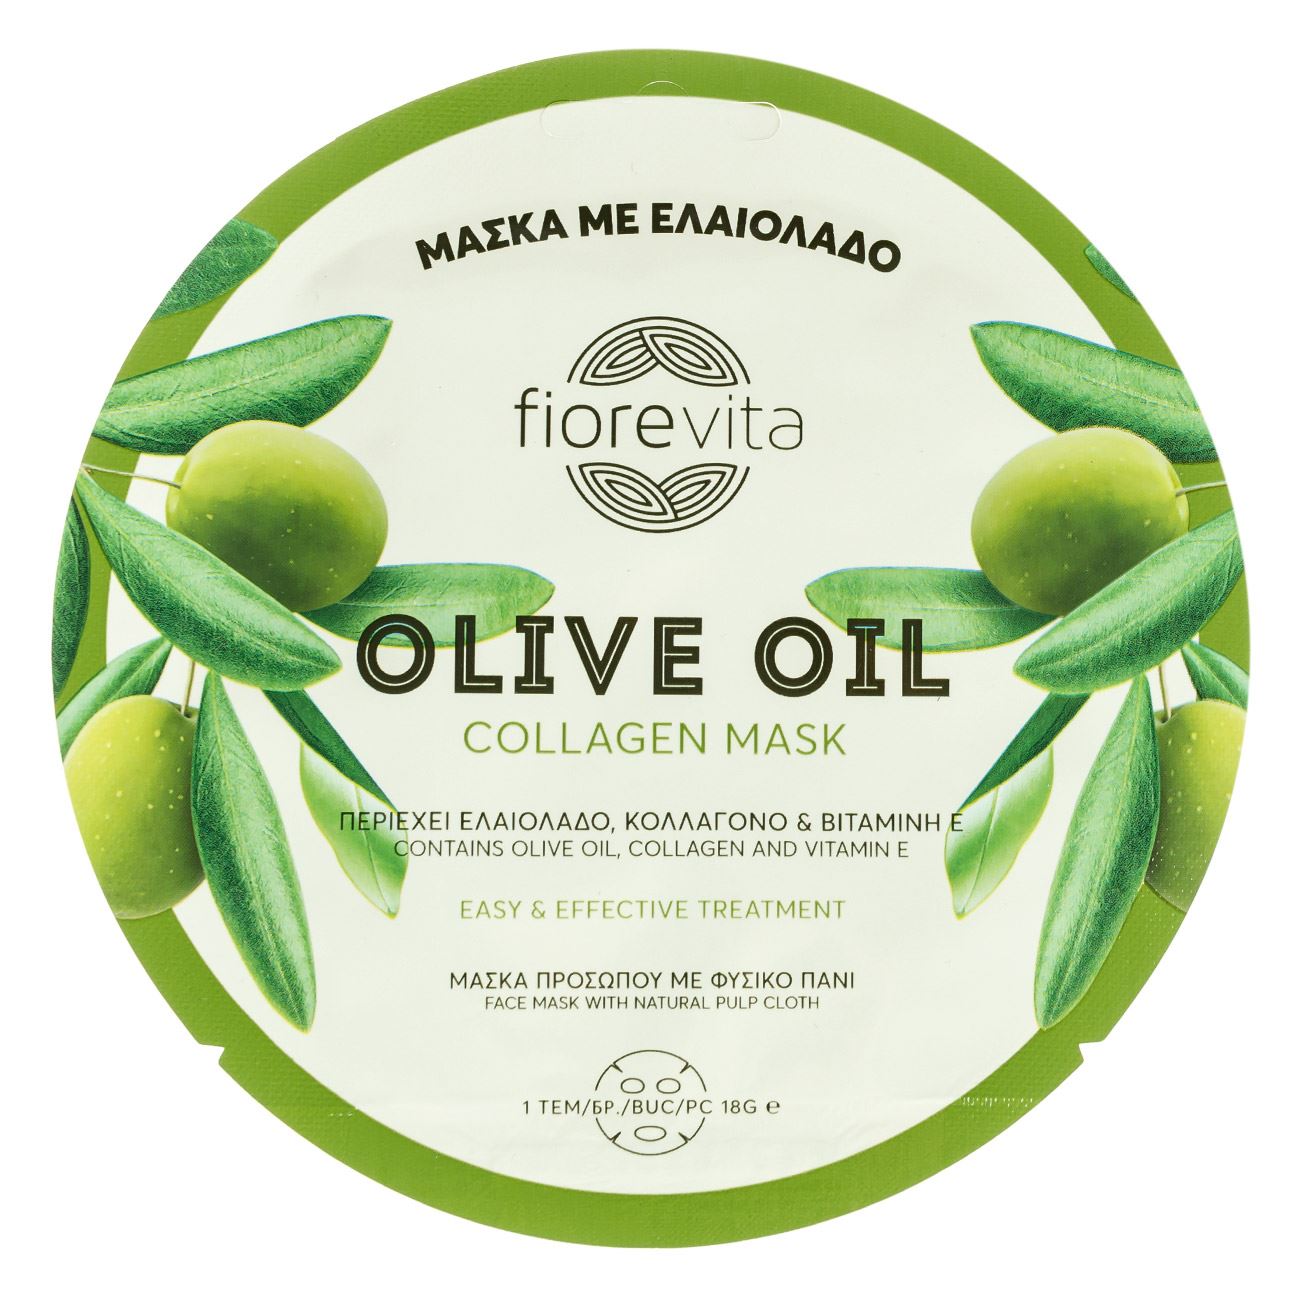 ΜΑΣΚΑ ΜΕ ΕΛΑΙΟΛΑΔΟ
fiorevita
OLIVE OIL
COLLAGEN MASK
ΠΕΡΙΕΧΕΙ ΕΛΑΙΟΛΑΔΟ, ΚΟΛΛΑΓΟΝΟ & ΒΙΤΑΜΙΝΗ Ε
CONTAINS OLIVE OIL, COLLAGEN AND VITAMIN E
EASY & EFFECTIVE TREATMENT
ΜΑΣΚΑ ΠΡΟΣΩΠΟΥ ΜΕ ΦΥΣΙΚΟ ΠΑΝΙ
FACE MASK WITH NATURAL PULP CLOTH
1 ΤΕΜ/БР./BUC/PC 18G e